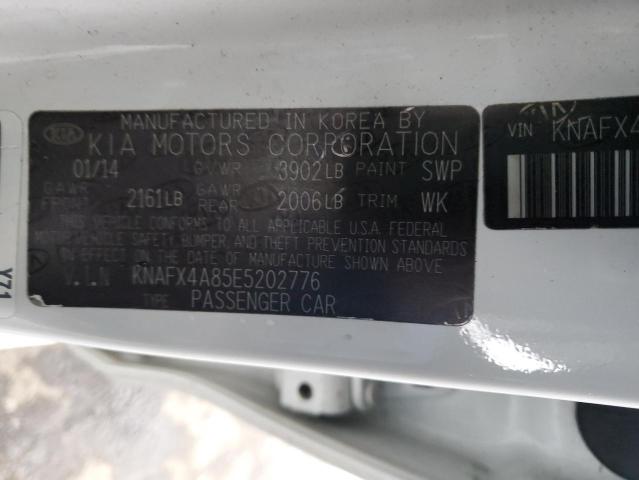 MANUFACTURED IN KOREA BY
KIA KIA MOTORS CORPORATION
01/14 GVWR 3902LB PAINT SWP
GAWR FRONT 2161LB GAWR REAR 2006LB TRIM WK
THIS VEHICLE CONFORMS TO ALL APPLICABLE U.S.A. FEDERAL
MOTOR VEHICLE SAFETY, BUMPER, AND THEFT PREVENTION STANDARDS
IN EFFECT ON THE DATE OF MANUFACTURE SHOWN ABOVE.
V.I.N KNAFX4A85E5202776
TYPE PASSENGER CAR
VIN KNAFX4
Y71